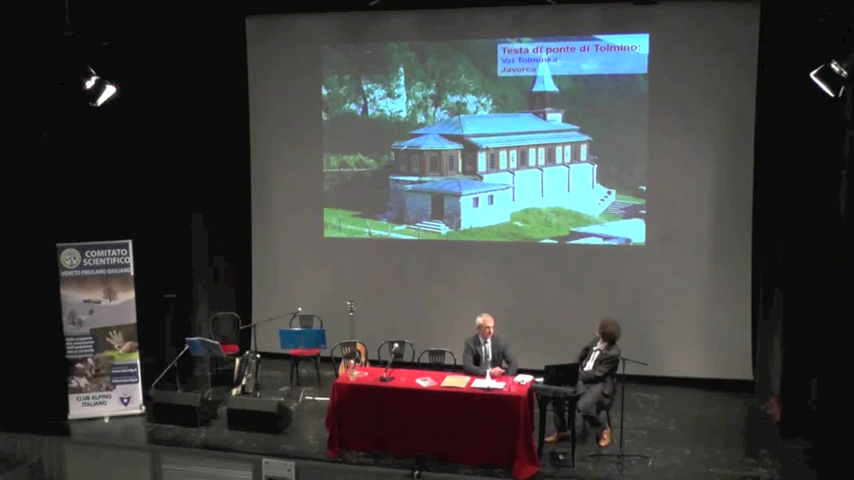 Testa di ponte di Tolmino:
Val Tolminka
Javorca
COMITATO
SCIENTIFICO
VENETO FRIULANO GIULIANO
CLUB ALPINO
ITALIANO